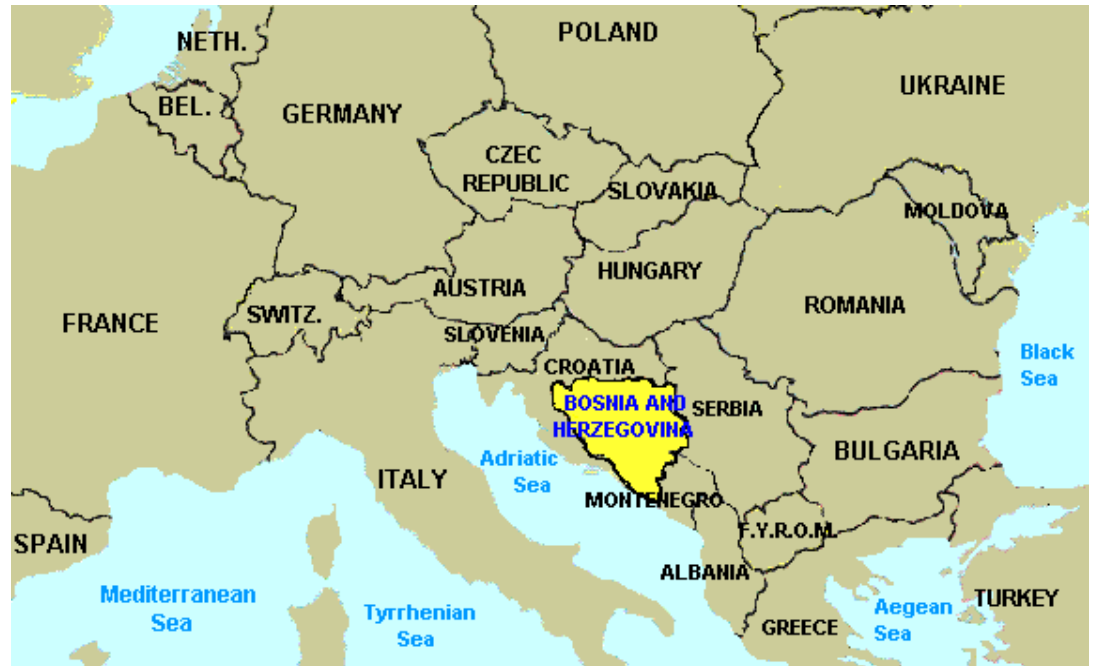 POLAND
NETH.
UKRAINE
BEL.
GERMANY
CZEC
REPUBLIC
SLOVAKIA
MOLDOVA
HUNGARY
AUSTRIA
ROMANIA
SWITZ.
FRANCE
SLOVENIA
Black
Sea
CROATIA
BOSNIA AND
HERZEGOVINA
SERBIA
BULGARIA
Adriatic
Sea
ITALY
MONTENEGRO
F.Y.R.O.M.
SPAIN
ALBANIA
Mediterranean
Sea
Tyrrhenian
Sea
Aegean
Sea
TURKEY
GREECE